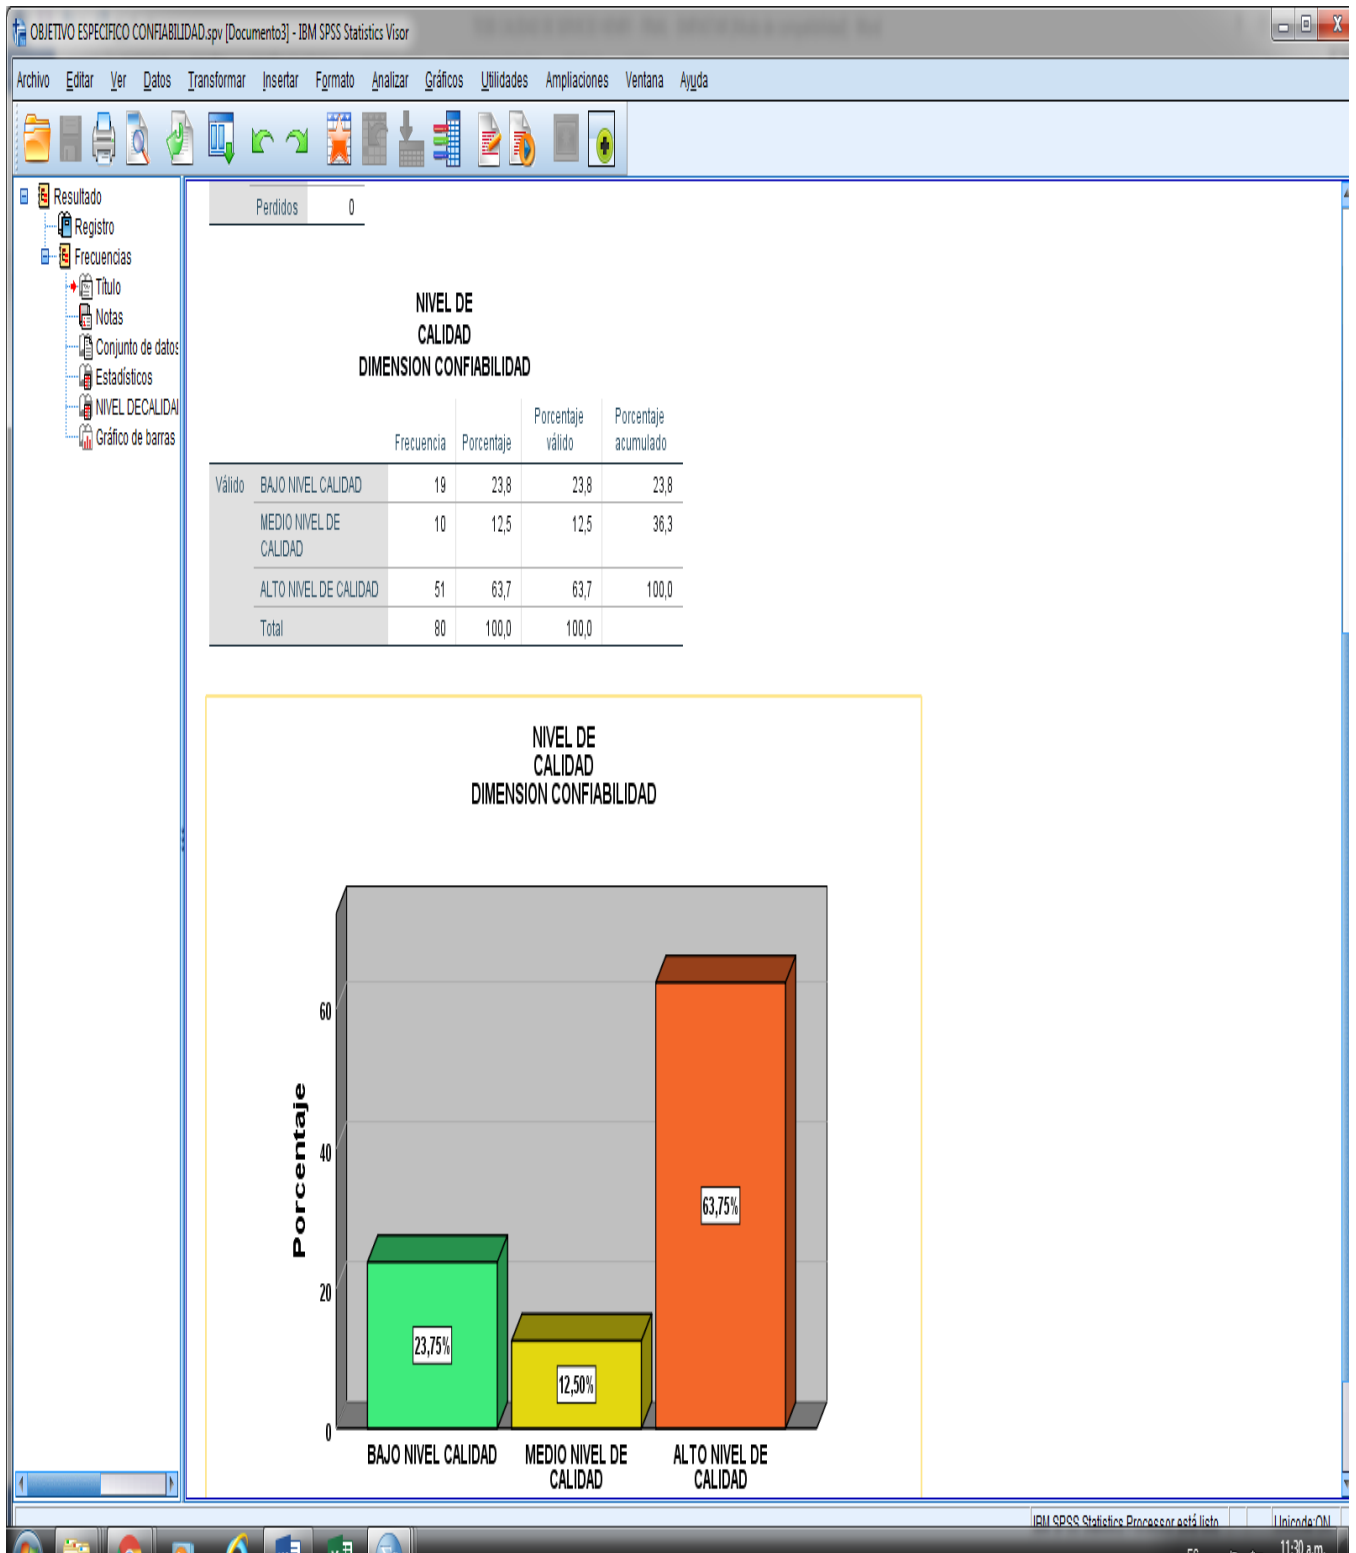 OBJETIVO ESPECIFICO CONFIABILIDAD.spv [Documento3] - IBM SPSS Statistics Visor
Archivo Editar Ver Datos Transformar Insertar Formato Analizar Gráficos Utilidades Ampliaciones Ventana Ayuda
Resultado
Registro
Frecuencias
Título
Notas
Conjunto de datos
Estadísticos
NIVEL DECALIDA
Gráfico de barras
Perdidos 0
NIVEL DE
CALIDAD
DIMENSION CONFIABILIDAD
Frecuencia Porcentaje Porcentaje válido Porcentaje acumulado
Válido BAJO NIVEL CALIDAD 19 23,8 23,8 23,8
MEDIO NIVEL DE CALIDAD 10 12,5 12,5 36,3
ALTO NIVEL DE CALIDAD 51 63,7 63,7 100,0
Total 80 100,0 100,0
NIVEL DE
CALIDAD
DIMENSION CONFIABILIDAD
Porcentaje
60
40
20
0
63,75%
23,75%
12,50%
BAJO NIVEL CALIDAD
MEDIO NIVEL DE CALIDAD
ALTO NIVEL DE CALIDAD
IBM SPSS Statistics Processor está listo
Unicode:ON
11:30 a.m.